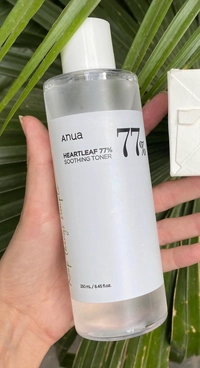 Anua
77%
HEARTLEAF 77%
SOOTHING TONER
250 mL / 8.45 fl.oz.